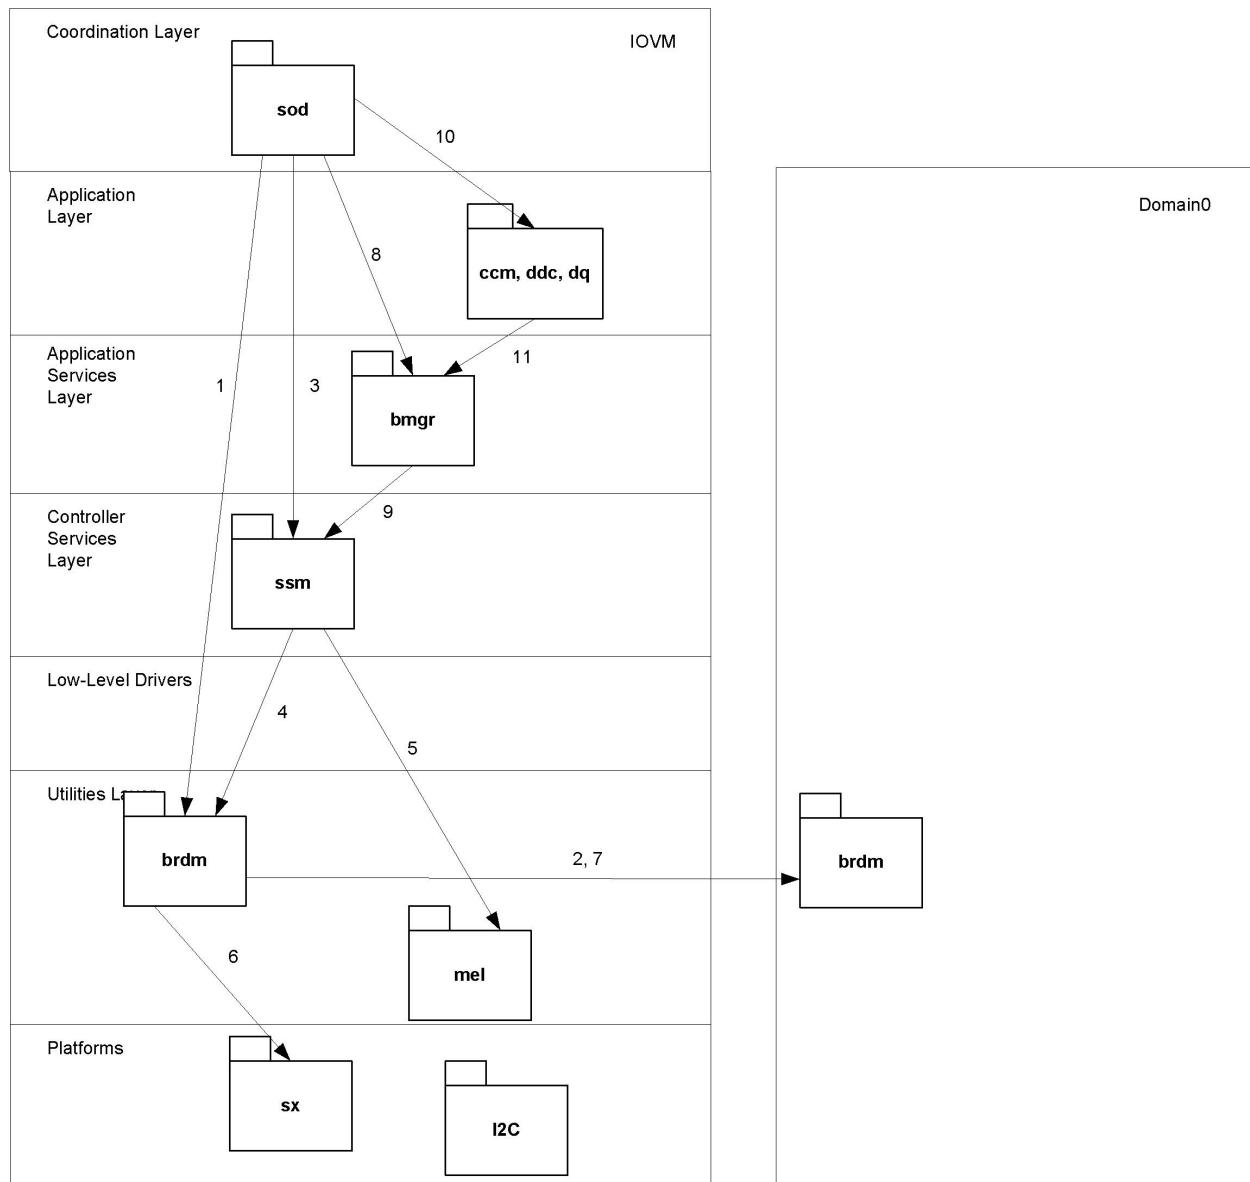 Coordination Layer
IOVM
sod
10
Application
Layer
Domain0
8
ccm, ddc, dq
Application
Services
Layer
11
1
3
bmgr
Controller
Services
Layer
9
ssm
Low-Level Drivers
4
5
Utilities
brdm
2, 7
brdm
6
mel
Platforms
sx
I2C